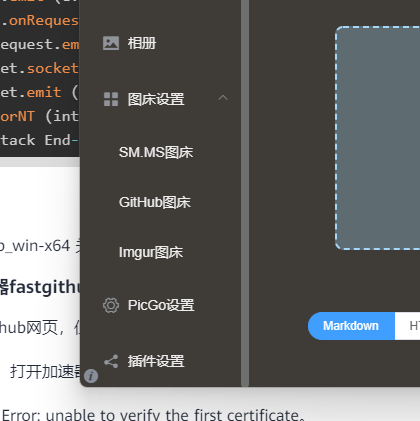 .emit (
.onReques
equest.em
et.socket
et.emit (
orNT (int
tack End-
相册
图床设置
SM.MS图床
GitHub图床
Imgur图床
PicGo设置
插件设置
Markdown
b_win-x64
器fastgith
hub网页，
打开加速
Error: unable to verify the first certificate。